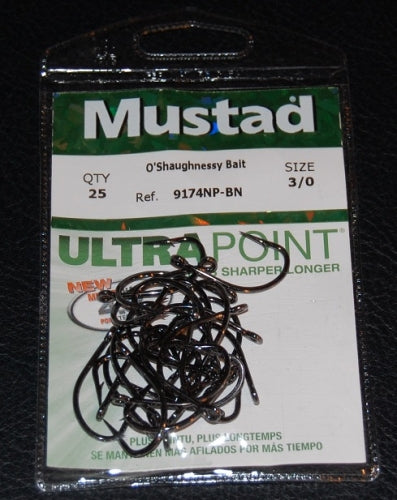 Mustad
O'Shaughnessy Bait
QTY
25
Ref. 9174NP-BN
SIZE
3/0
ULTRAPOINT®
SHARPER LONGER
NEW
PLUS LONGTEMPS
SE MANTIENEN MÁS AFILADOS POR MÁS TIEMPO